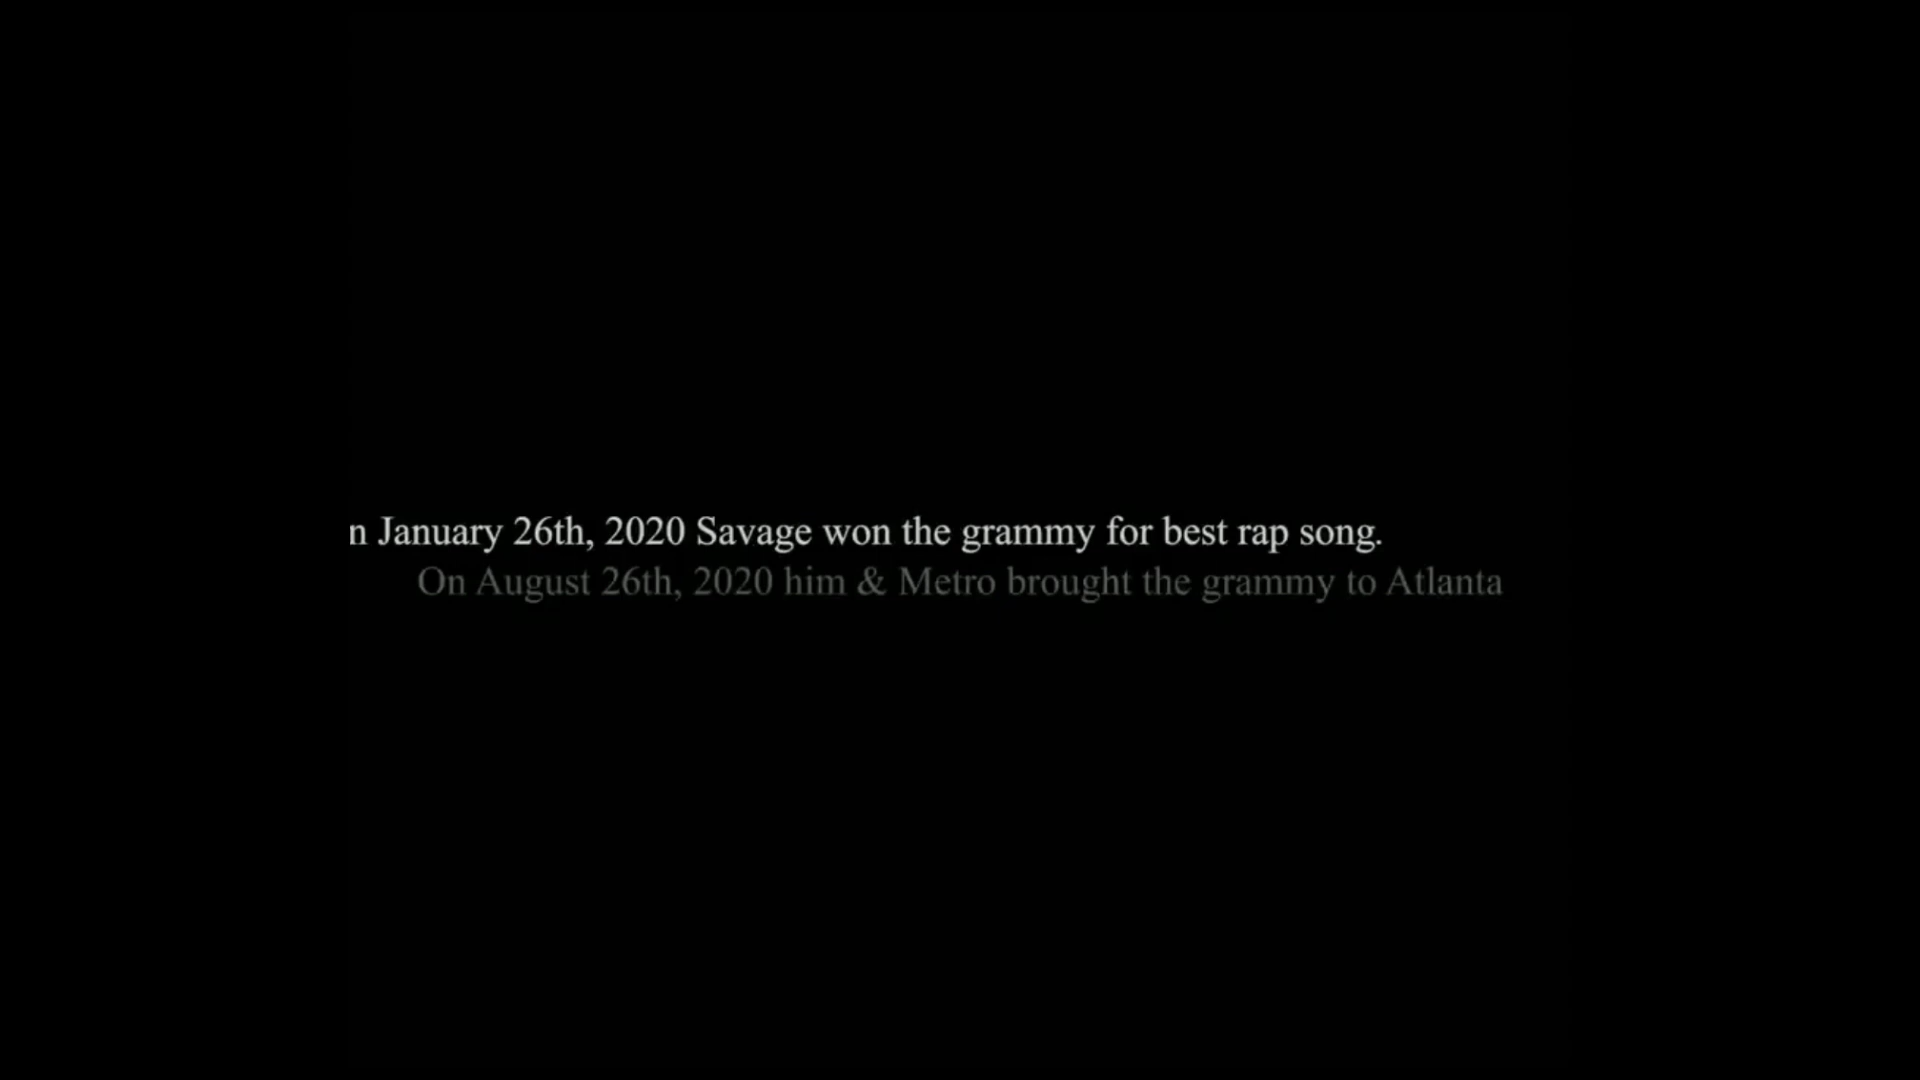 n January 26th, 2020 Savage won the grammy for best rap song.
On August 26th, 2020 him & Metro brought the grammy to Atlanta